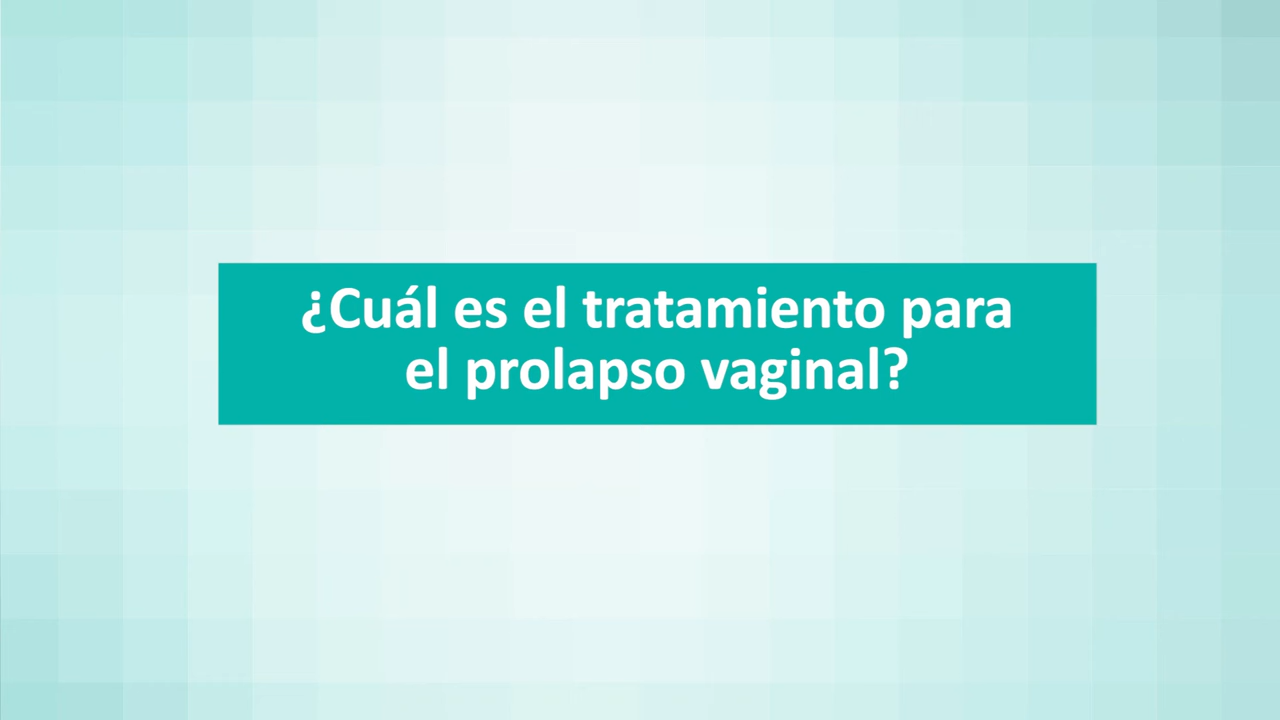 ¿Cuál es el tratamiento para
el prolapso vaginal?